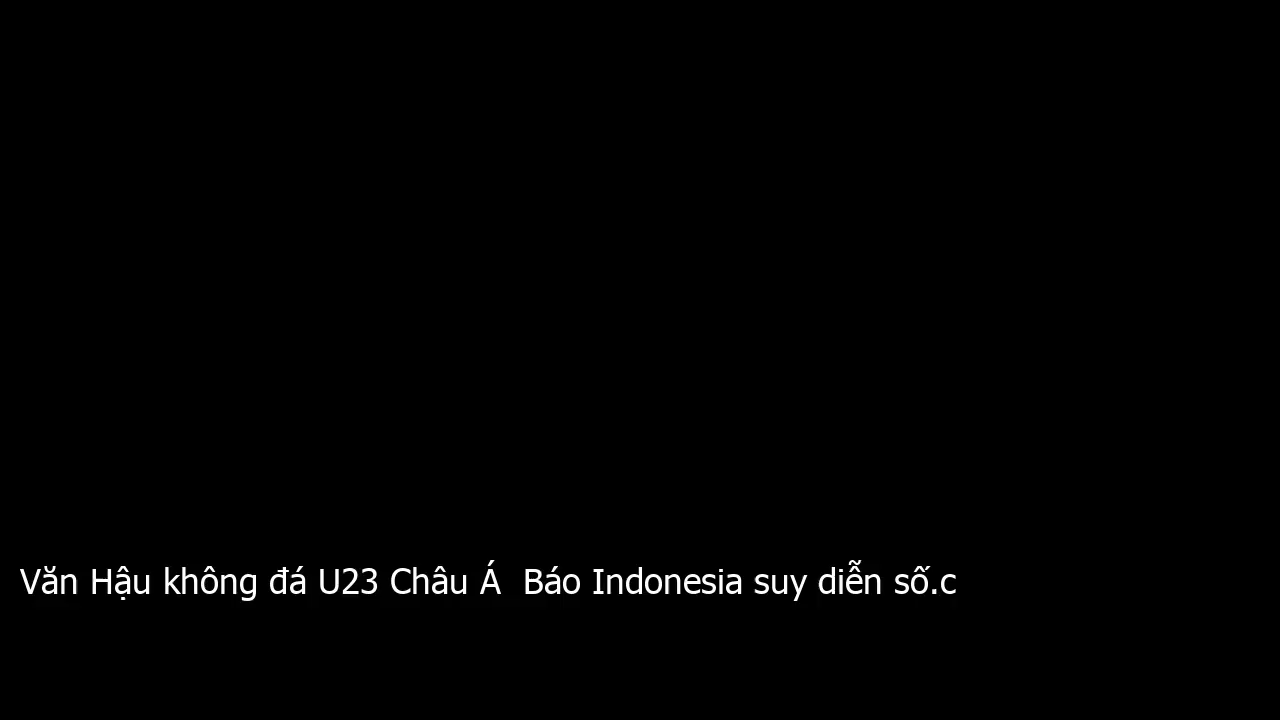 Văn Hậu không đá U23 Châu Á  Báo Indonesia suy diễn số.c